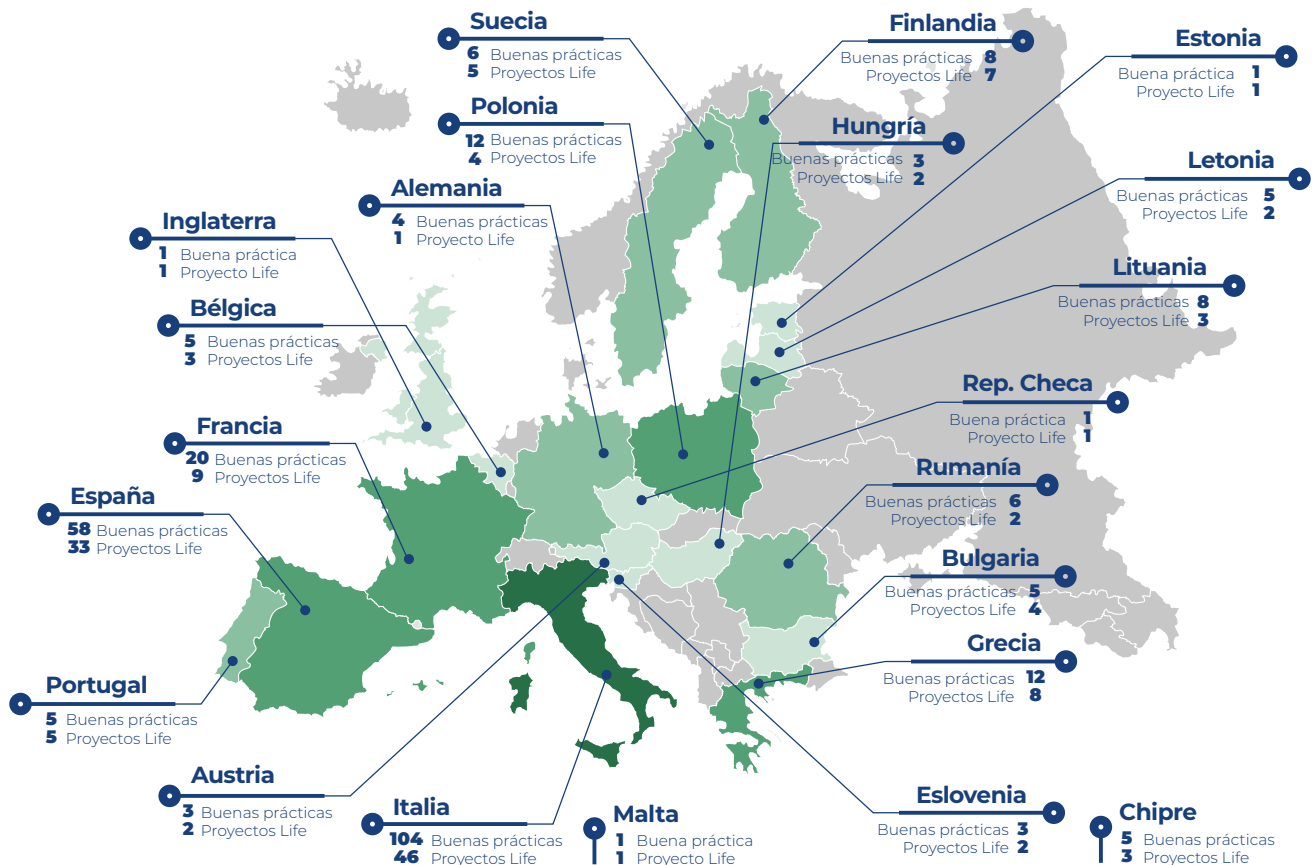 Suecia
6 Buenas prácticas
5 Proyectos Life
Finlandia
Buenas prácticas 8
Proyectos Life 7
Estonia
Buena práctica 1
Proyecto Life 1
Polonia
12 Buenas prácticas
4 Proyectos Life
Hungría
Buenas prácticas 3
Proyectos Life 2
Letonia
Buenas prácticas 5
Proyectos Life 2
Alemania
4 Buenas prácticas
1 Proyecto Life
Inglaterra
1 Buena práctica
1 Proyecto Life
Lituania
Buenas prácticas 8
Proyectos Life 3
Bélgica
5 Buenas prácticas
3 Proyectos Life
Rep. Checa
Buena práctica 1
Proyecto Life 1
Francia
20 Buenas prácticas
9 Proyectos Life
Rumanía
Buenas prácticas 6
Proyectos Life 2
España
58 Buenas prácticas
33 Proyectos Life
Bulgaria
Buenas prácticas 5
Proyectos Life 4
Grecia
Buenas prácticas 12
Proyectos Life 8
Portugal
5 Buenas prácticas
5 Proyectos Life
Austria
3 Buenas prácticas
2 Proyectos Life
Italia
104 Buenas prácticas
46 Proyectos Life
Malta
1 Buena práctica
1 Proyecto Life
Eslovenia
Buenas prácticas 3
Proyectos Life 2
Chipre
5 Buenas prácticas
3 Proyectos Life